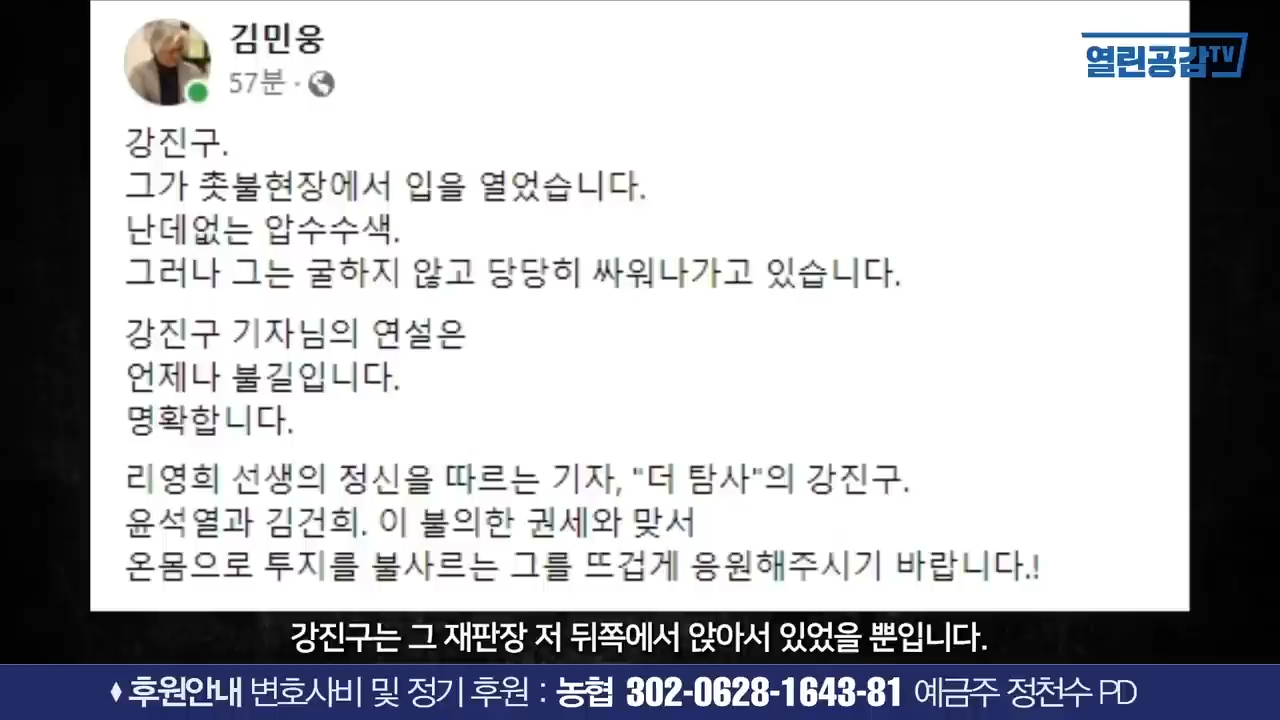 김민웅
57분 ·
열린공감TV
강진구.
그가 촛불현장에서 입을 열었습니다.
난데없는 압수수색.
그러나 그는 굴하지 않고 당당히 싸워나가고 있습니다.
강진구 기자님의 연설은
언제나 불길입니다.
명확합니다.
리영희 선생의 정신을 따르는 기자, "더 탐사"의 강진구.
윤석열과 김건희. 이 불의한 권세와 맞서
온몸으로 투지를 불사르는 그를 뜨겁게 응원해주시기 바랍니다.!
강진구는 그 재판장 저 뒤쪽에서 앉아서 있었을 뿐입니다.
♦ 후원안내 변호사비 및 정기 후원 : 농협 302-0628-1643-81 예금주 정천수 PD